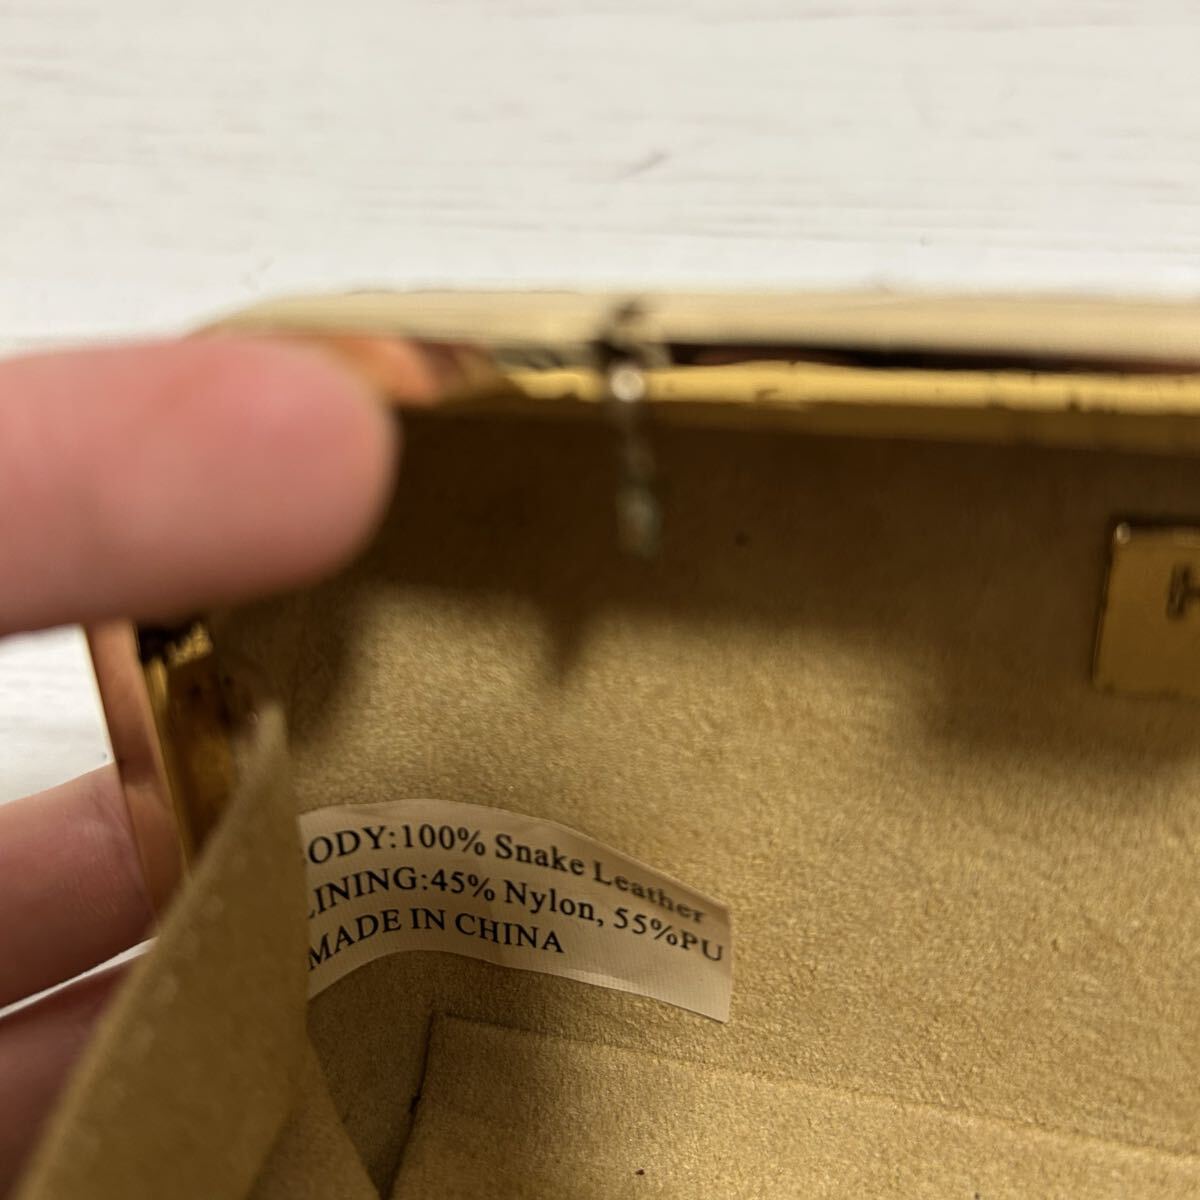 ODY:100% Snake Leather
LINING:45% Nylon, 55%PU
MADE IN CHINA